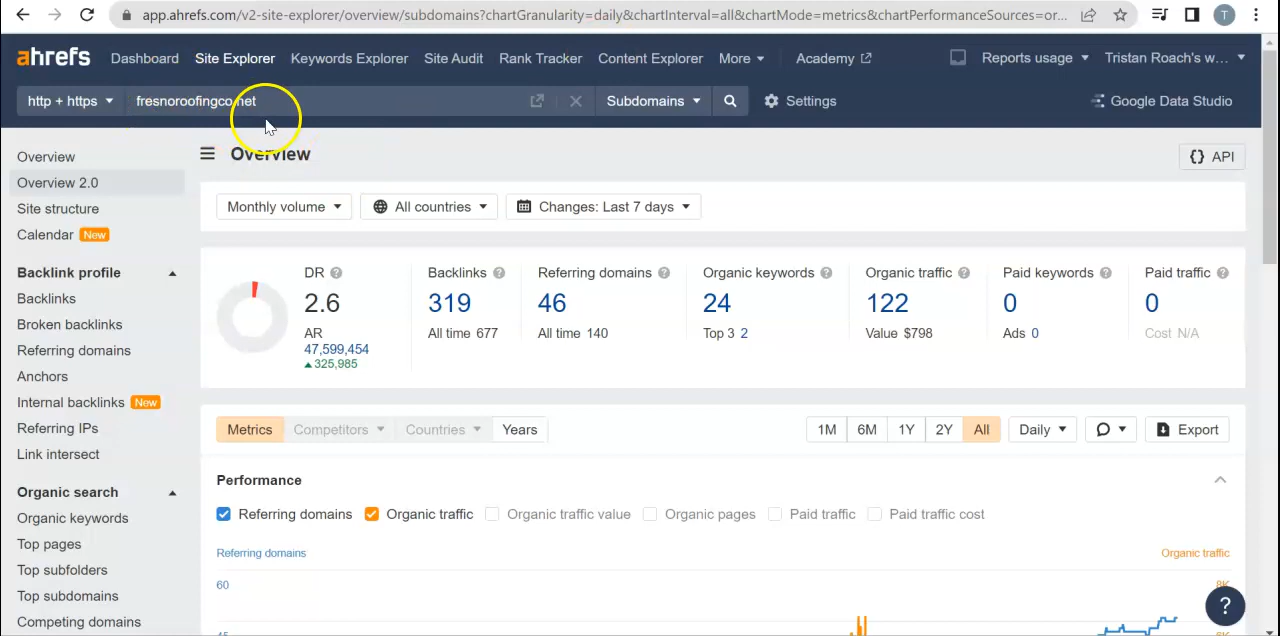 app.ahrefs.com/v2-site-explorer/overview/subdomains?chartGranularity=daily&chartInterval=all&chartMode=metrics&chartPerformanceSources=or...
T
ahrefs Dashboard Site Explorer Keywords Explorer Site Audit Rank Tracker Content Explorer More Academy Reports usage Tristan Roach's w...
http + https fresnoroofingco.net Subdomains Settings Google Data Studio
Overview
Overview 2.0
Site structure
Calendar New
Backlink profile
Backlinks
Broken backlinks
Referring domains
Anchors
Internal backlinks New
Referring IPs
Link intersect
Organic search
Organic keywords
Top pages
Top subfolders
Top subdomains
Competing domains
Overview {} API
Monthly volume All countries Changes: Last 7 days
DR ?
2.6
AR
47,599,454
325,985
Backlinks ?
319
All time 677
Referring domains ?
46
All time 140
Organic keywords ?
24
Top 3 2
Organic traffic ?
122
Value $798
Paid keywords ?
0
Ads 0
Paid traffic ?
0
Cost N/A
Metrics Competitors Countries Years 1M 6M 1Y 2Y All Daily Export
Performance
Referring domains Organic traffic Organic traffic value Organic pages Paid traffic Paid traffic cost
Referring domains Organic traffic
60 8K
45 6K
?